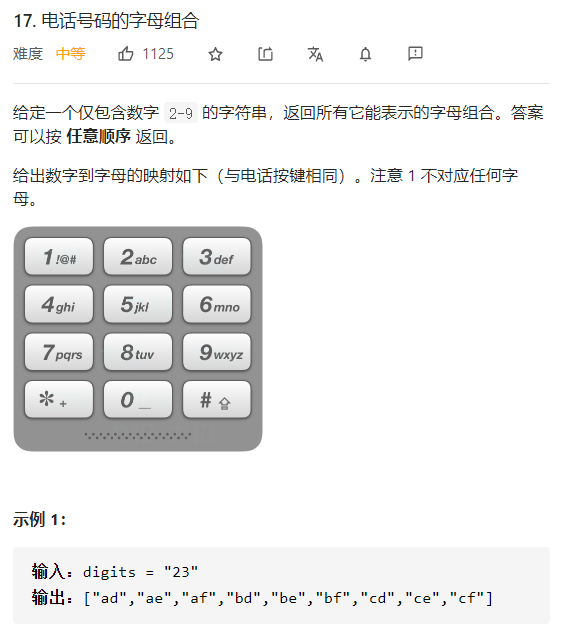 17. 电话号码的字母组合
难度 中等 1125
给定一个仅包含数字 2-9 的字符串，返回所有它能表示的字母组合。答案
可以按 任意顺序 返回。
给出数字到字母的映射如下（与电话按键相同）。注意 1 不对应任何字
母。
1 !@# 2 abc 3 def
4 ghi 5 jkl 6 mno
7 pqrs 8 tuv 9 wxyz
* + 0 _ #
示例 1：
输入：digits = "23"
输出：["ad","ae","af","bd","be","bf","cd","ce","cf"]